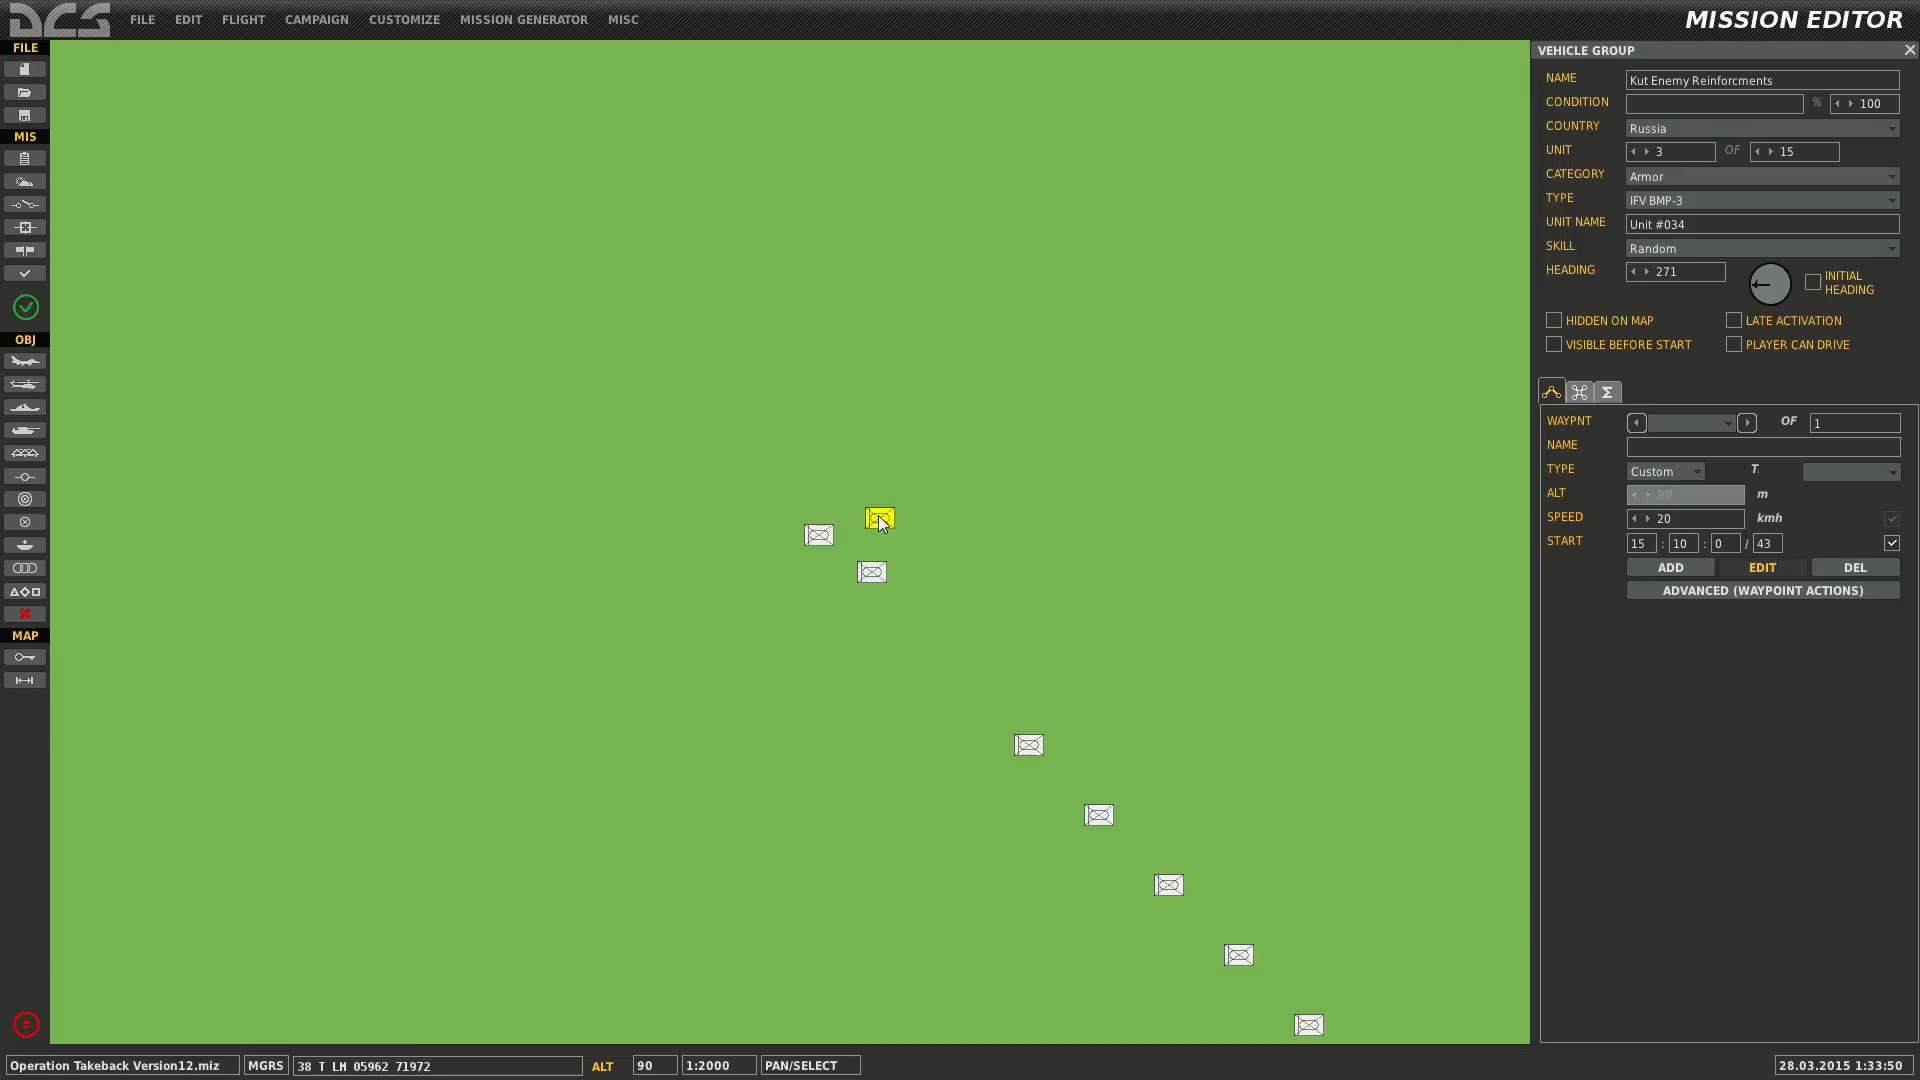 DCS
FILE EDIT FLIGHT CAMPAIGN CUSTOMIZE MISSION GENERATOR MISC
MISSION EDITOR
FILE
MIS
OBJ
MAP
VEHICLE GROUP
NAME Kut Enemy Reinforcments
CONDITION % 100
COUNTRY Russia
UNIT 3 OF 15
CATEGORY Armor
TYPE IFV BMP-3
UNIT NAME Unit #034
SKILL Random
HEADING 271
INITIAL
HEADING
HIDDEN ON MAP LATE ACTIVATION
VISIBLE BEFORE START PLAYER CAN DRIVE
WAYPNT OF 1
NAME
TYPE Custom
ALT 90 m
SPEED 20 kmh
START 15 : 10 : 0 / 43
ADD EDIT DEL
ADVANCED (WAYPOINT ACTIONS)
Operation Takeback Version12.miz MGRS 38 T LM 05962 71972 ALT 90 1:2000 PAN/SELECT 28.03.2015 1:33:50